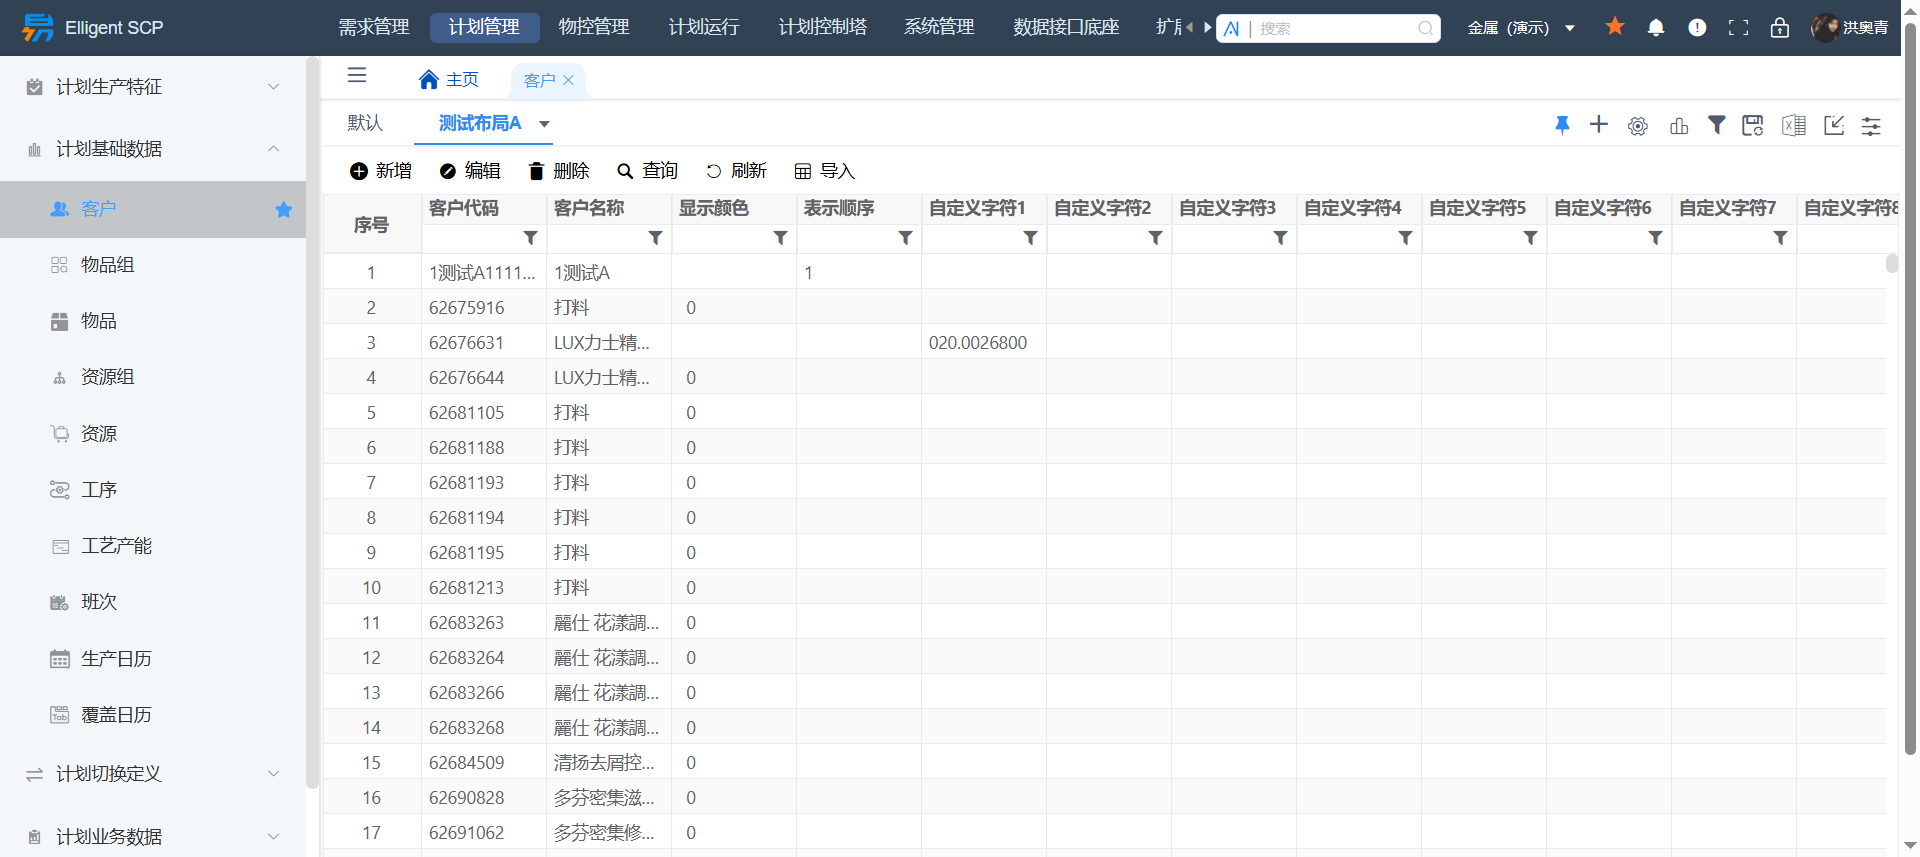 Elligent SCP
需求管理 计划管理 物控管理 计划运行 计划控制塔 系统管理 数据接口底座 扩展
AI | 搜索
金属 (演示)
洪奥青
计划生产特征
计划基础数据
客户
物品组
物品
资源组
资源
工序
工艺产能
班次
生产日历
Tab 覆盖日历
计划切换定义
计划业务数据
主页 客户
默认 测试布局A
新增 编辑 删除 查询 刷新 导入
序号 客户代码 客户名称 显示颜色 表示顺序 自定义字符1 自定义字符2 自定义字符3 自定义字符4 自定义字符5 自定义字符6 自定义字符7 自定义字符8
1 1测试A1111... 1测试A 1
2 62675916 打料 0
3 62676631 LUX力士精... 020.0026800
4 62676644 LUX力士精... 0
5 62681105 打料 0
6 62681188 打料 0
7 62681193 打料 0
8 62681194 打料 0
9 62681195 打料 0
10 62681213 打料 0
11 62683263 麗仕 花漾調... 0
12 62683264 麗仕 花漾調... 0
13 62683266 麗仕 花漾調... 0
14 62683268 麗仕 花漾調... 0
15 62684509 清扬去屑控... 0
16 62690828 多芬密集滋... 0
17 62691062 多芬密集修... 0